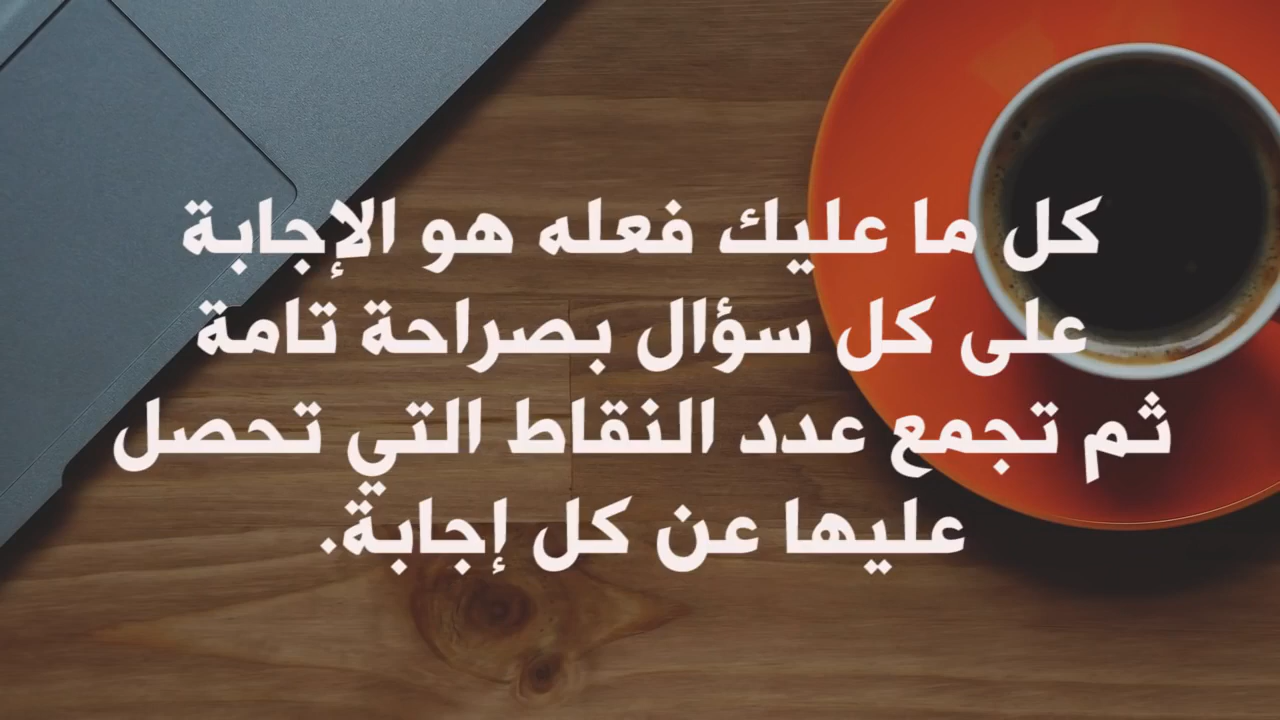 كل ما عليك فعله هو الإجابة
على كل سؤال بصراحة تامة
ثم تجمع عدد النقاط التي تحصل
عليها عن كل إجابة.